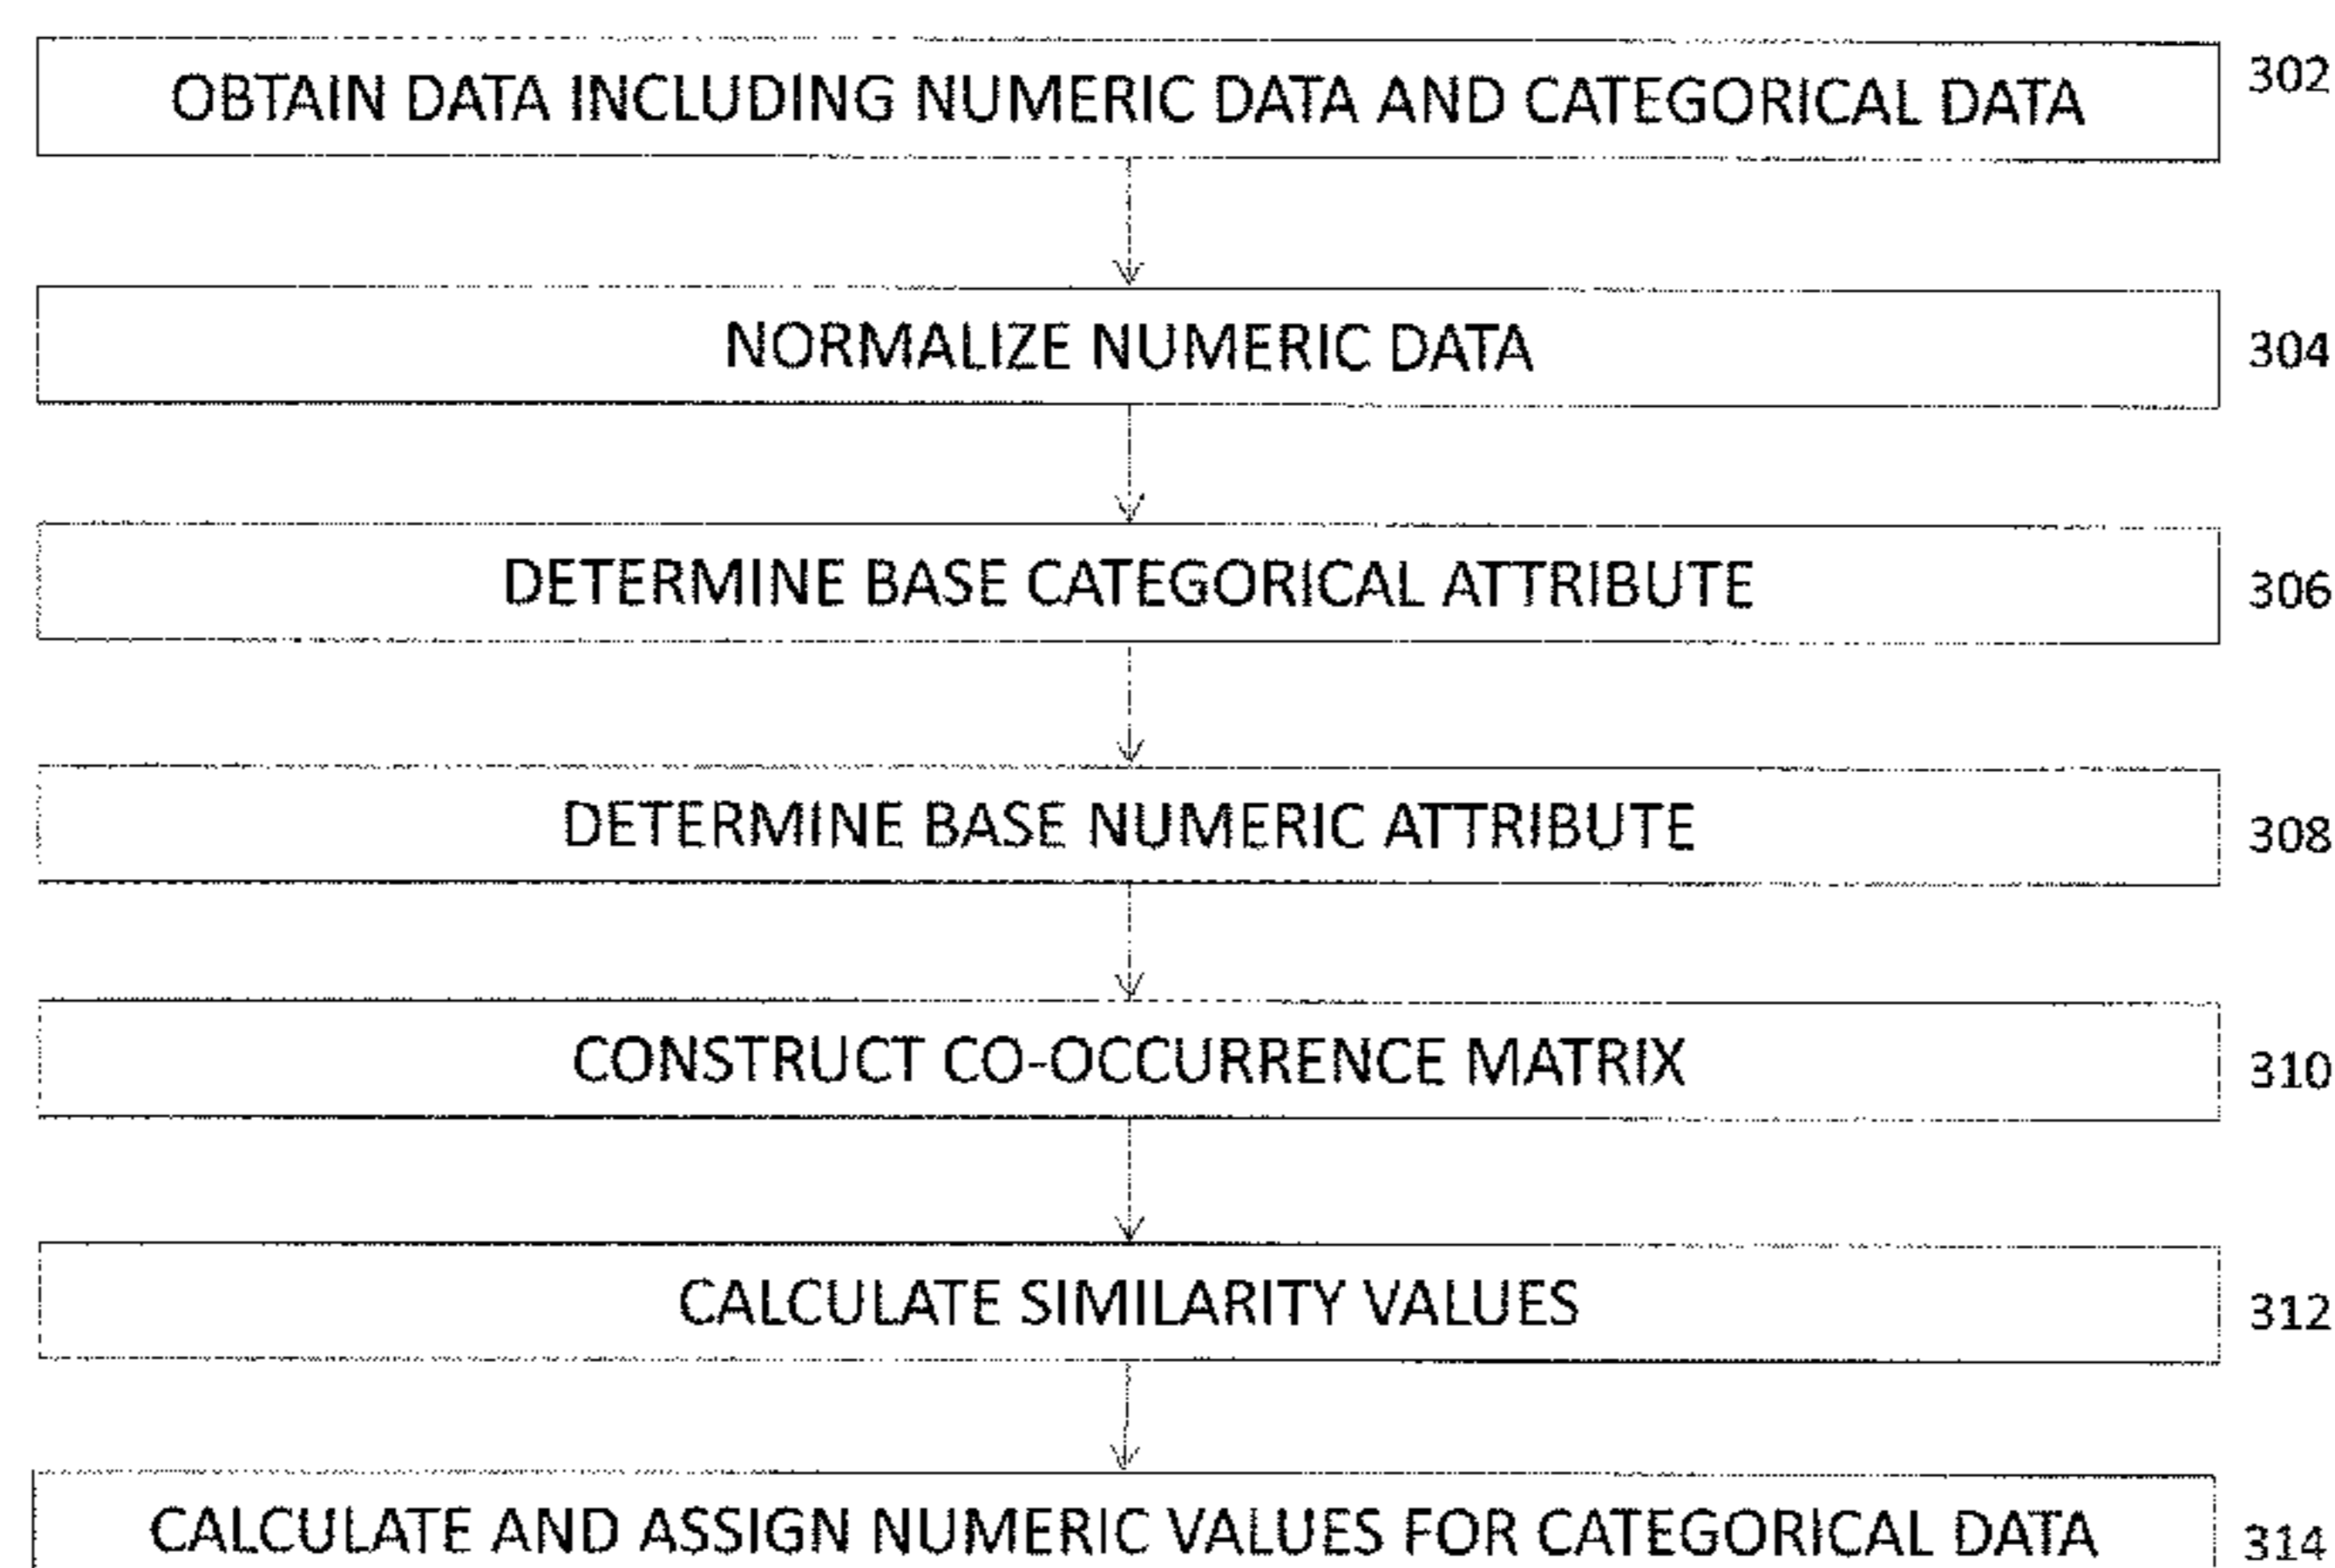 OBTAIN DATA INCLUDING NUMERIC DATA AND CATEGORICAL DATA 302
NORMALIZE NUMERIC DATA 304
DETERMINE BASE CATEGORICAL ATTRIBUTE 306
DETERMINE BASE NUMERIC ATTRIBUTE 308
CONSTRUCT CO-OCCURRENCE MATRIX 310
CALCULATE SIMILARITY VALUES 312
CALCULATE AND ASSIGN NUMERIC VALUES FOR CATEGORICAL DATA 314